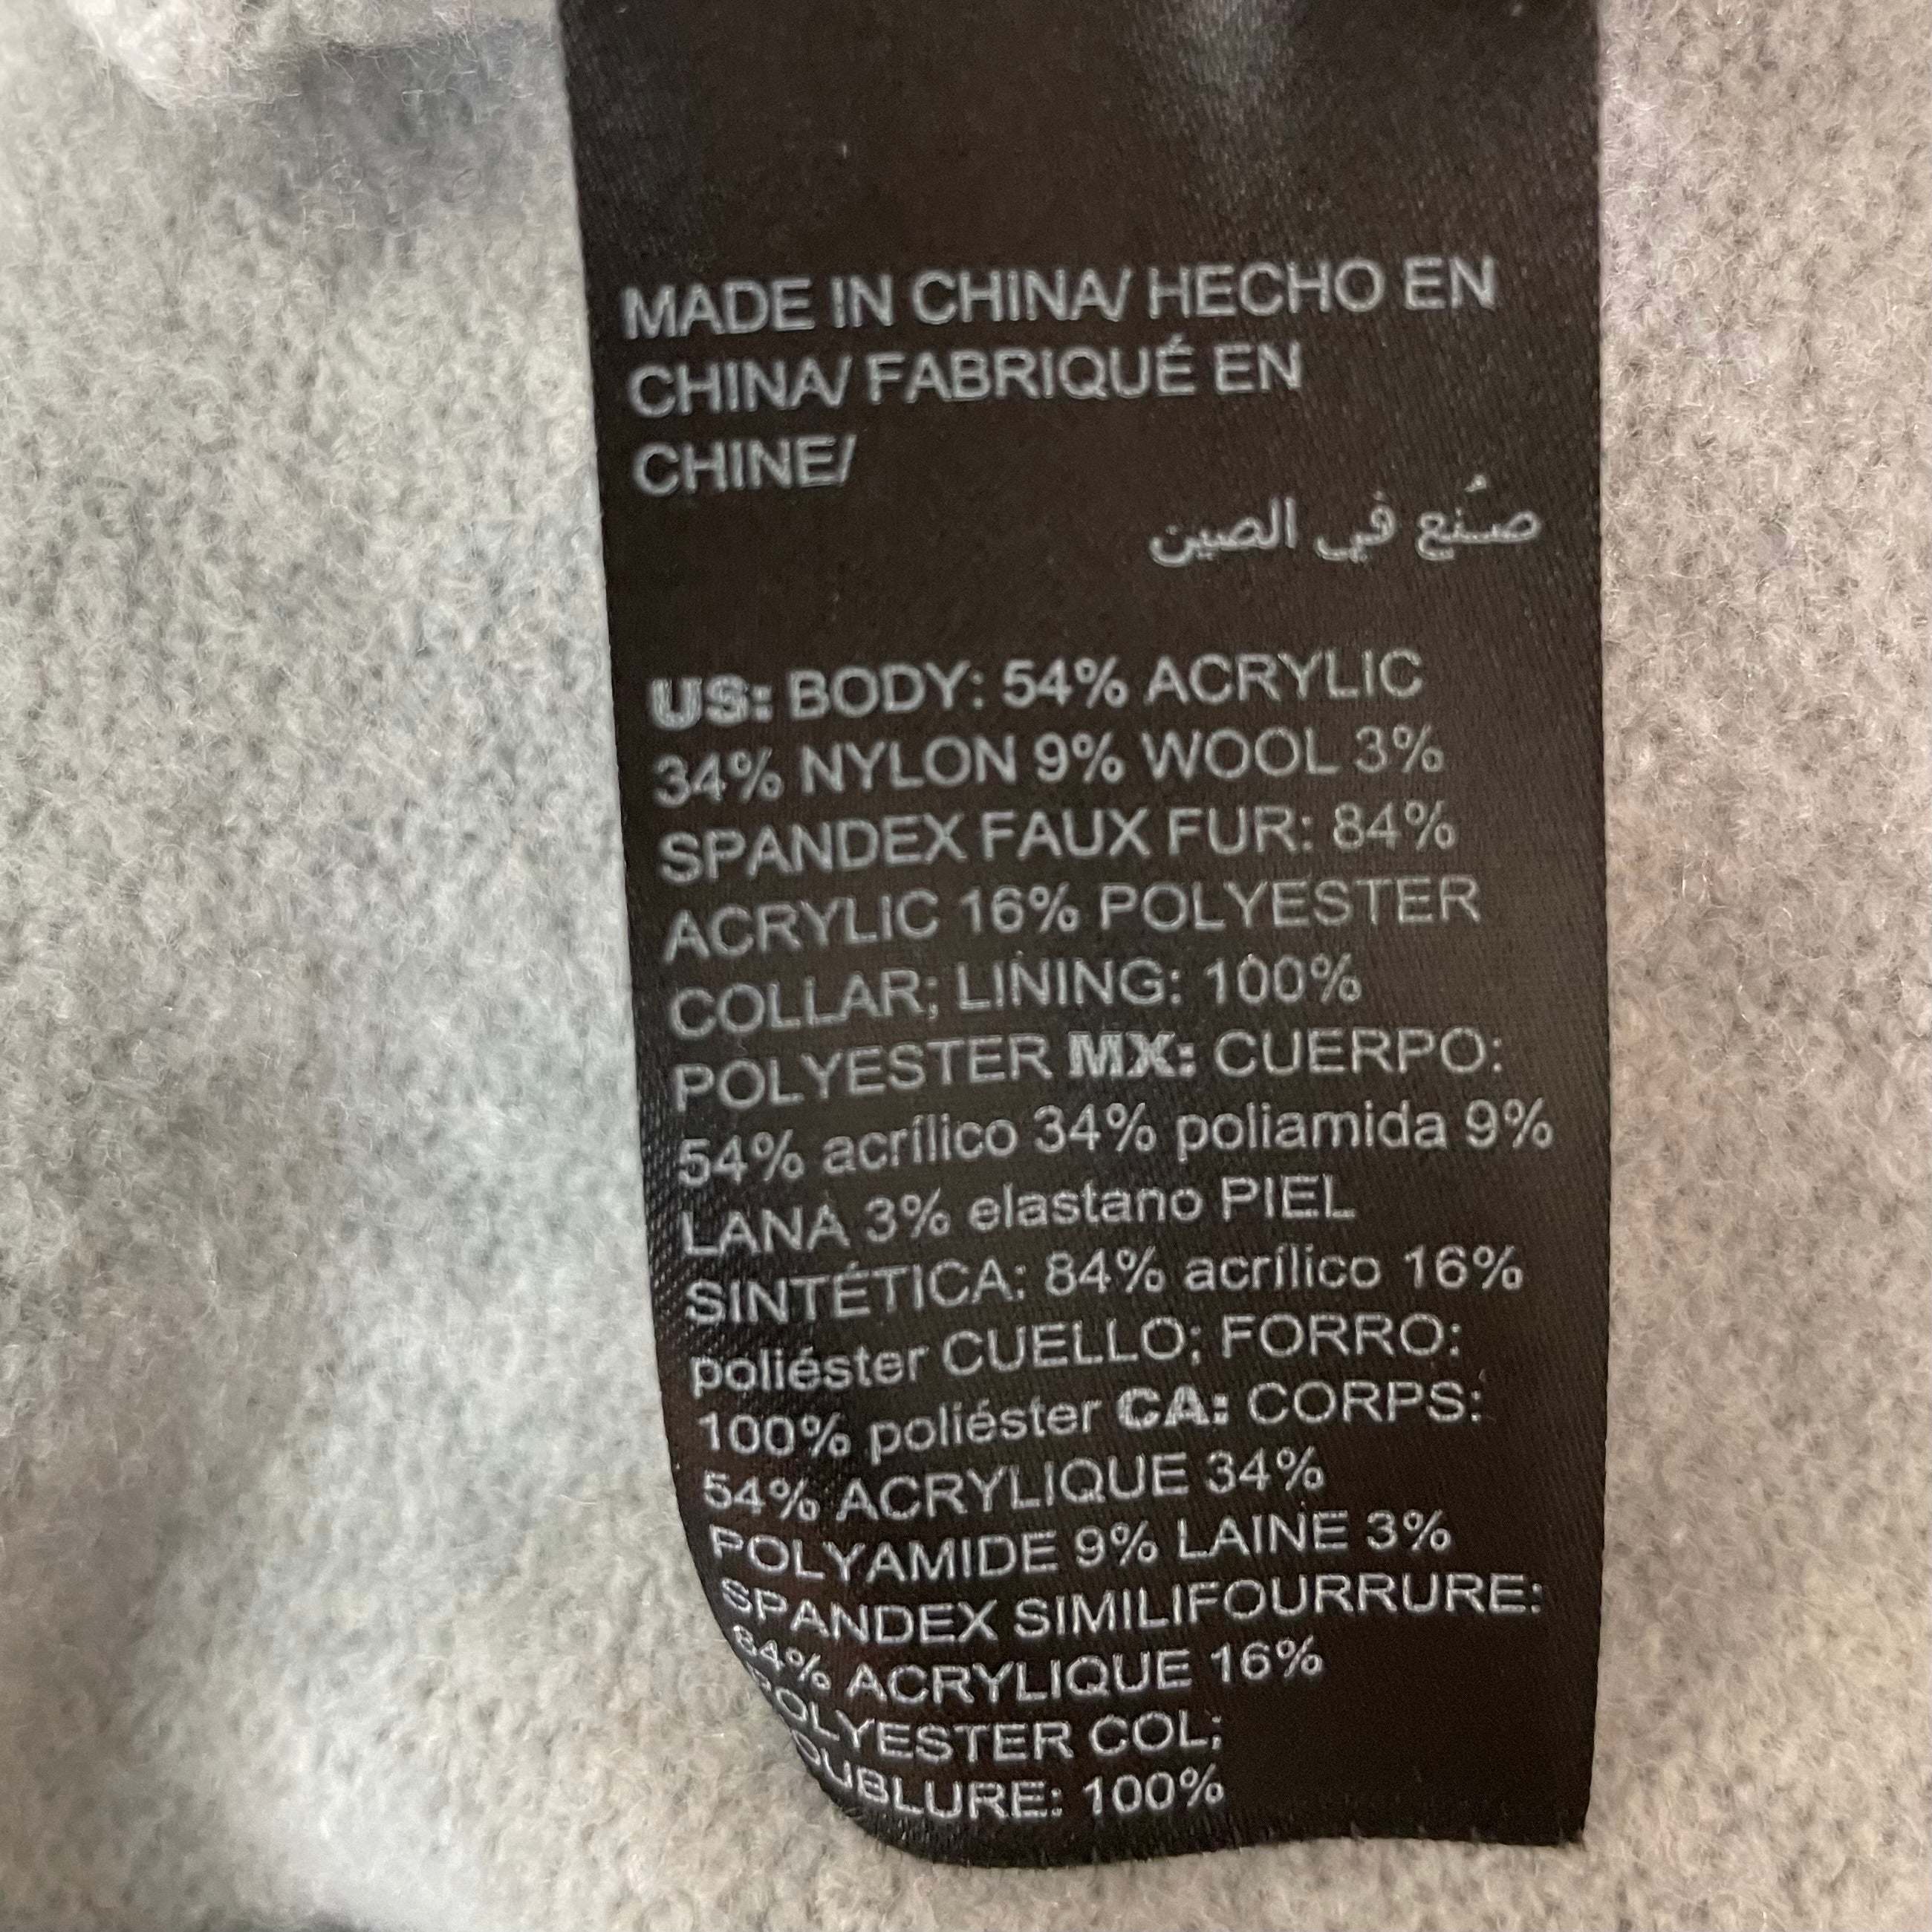 MADE IN CHINA/ HECHO EN
CHINA/ FABRIQUÉ EN
CHINE/
صُنع في الصين
US: BODY: 54% ACRYLIC
34% NYLON 9% WOOL 3%
SPANDEX FAUX FUR: 84%
ACRYLIC 16% POLYESTER
COLLAR; LINING: 100%
POLYESTER MX: CUERPO:
54% acrílico 34% poliamida 9%
LANA 3% elastano PIEL
SINTÉTICA: 84% acrílico 16%
poliéster CUELLO; FORRO:
100% poliéster CA: CORPS:
54% ACRYLIQUE 34%
POLYAMIDE 9% LAINE 3%
SPANDEX SIMILIFOURRURE:
84% ACRYLIQUE 16%
POLYESTER COL;
DOUBLURE: 100%